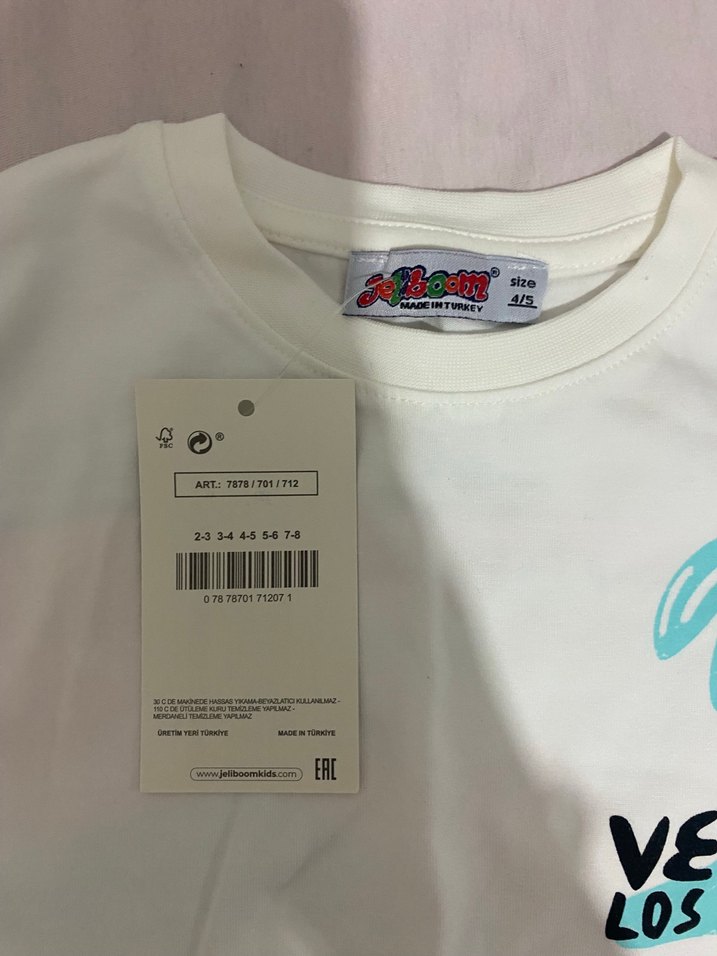 jeliboom®
MADE IN TURKEY
size
4/5
FSC
®
ART.: 7878 / 701 / 712
2-3 3-4 4-5 5-6 7-8
0 78 78701 71207 1
30 C DE MAKİNEDE HASSAS YIKAMA-BEYAZLATICI KULLANILMAZ -
110 C DE ÜTÜLEME KURU TEMİZLEME YAPILMAZ -
MERDANELİ TEMİZLEME YAPILMAZ
ÜRETİM YERİ TÜRKİYE MADE IN TÜRKİYE
www.jeliboomkids.com EAC
VE
LOS